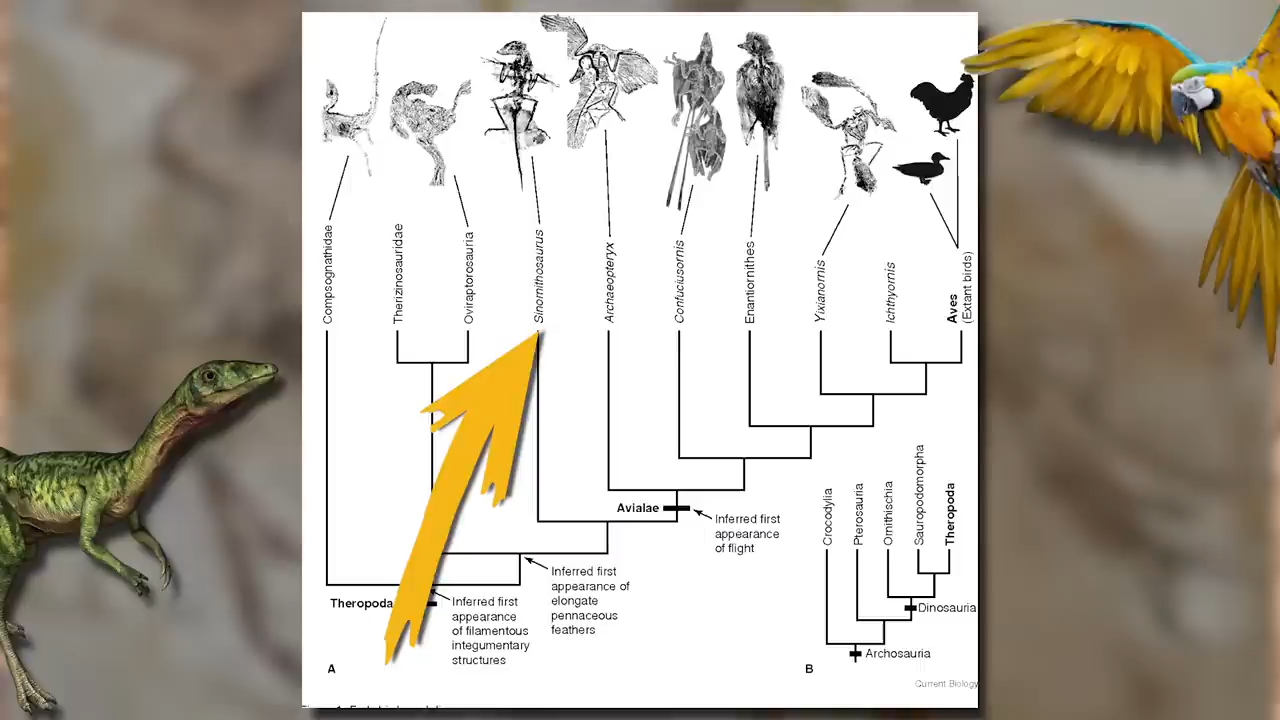 Compsognathidae
Therizinosauridae
Oviraptorosauria
Sinornithosaurus
Archaeopteryx
Confuciusornis
Enantiornithes
Yixianornis
Ichthyornis
Aves
(Extant birds)
Avialae
Inferred first
appearance
of flight
Inferred first
appearance of
elongate
pennaceous
feathers
Theropoda
Inferred first
appearance
of filamentous
integumentary
structures
A
Crocodylia
Pterosauria
Ornithischia
Sauropodomorpha
Theropoda
Dinosauria
Archosauria
B
Current Biology